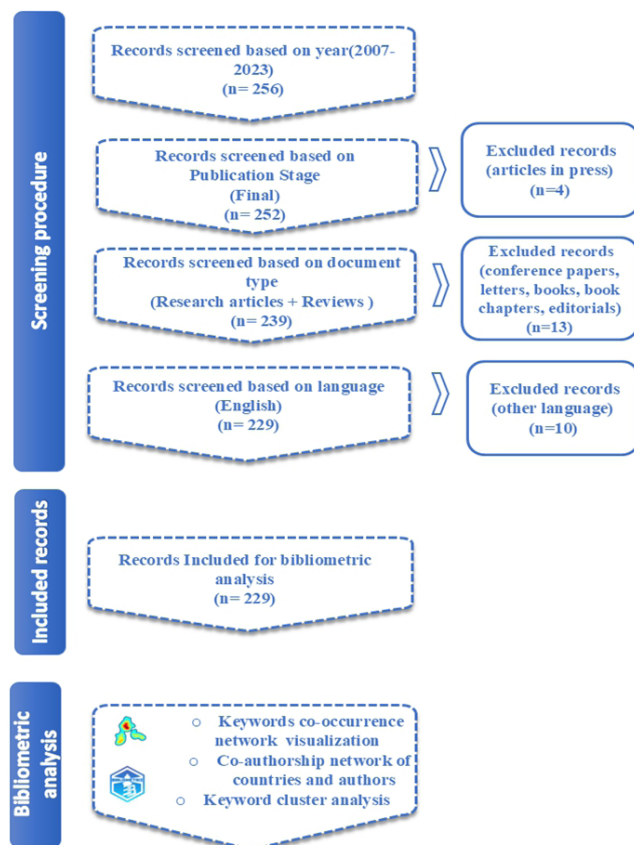 Screening procedure
Records screened based on year(2007-
2023)
(n= 256)
Records screened based on
Publication Stage
(Final)
(n= 252)
Excluded records
(articles in press)
(n=4)
Records screened based on document
type
(Research articles + Reviews )
(n= 239)
Excluded records
(conference papers,
letters, books, book
chapters, editorials)
(n=13)
Records screened based on language
(English)
(n= 229)
Excluded records
(other language)
(n=10)
Included records
Records Included for bibliometric
analysis
(n= 229)
Bibliometric
analysis
○ Keywords co-occurrence
network visualization
○ Co-authorship network of
countries and authors
○ Keyword cluster analysis